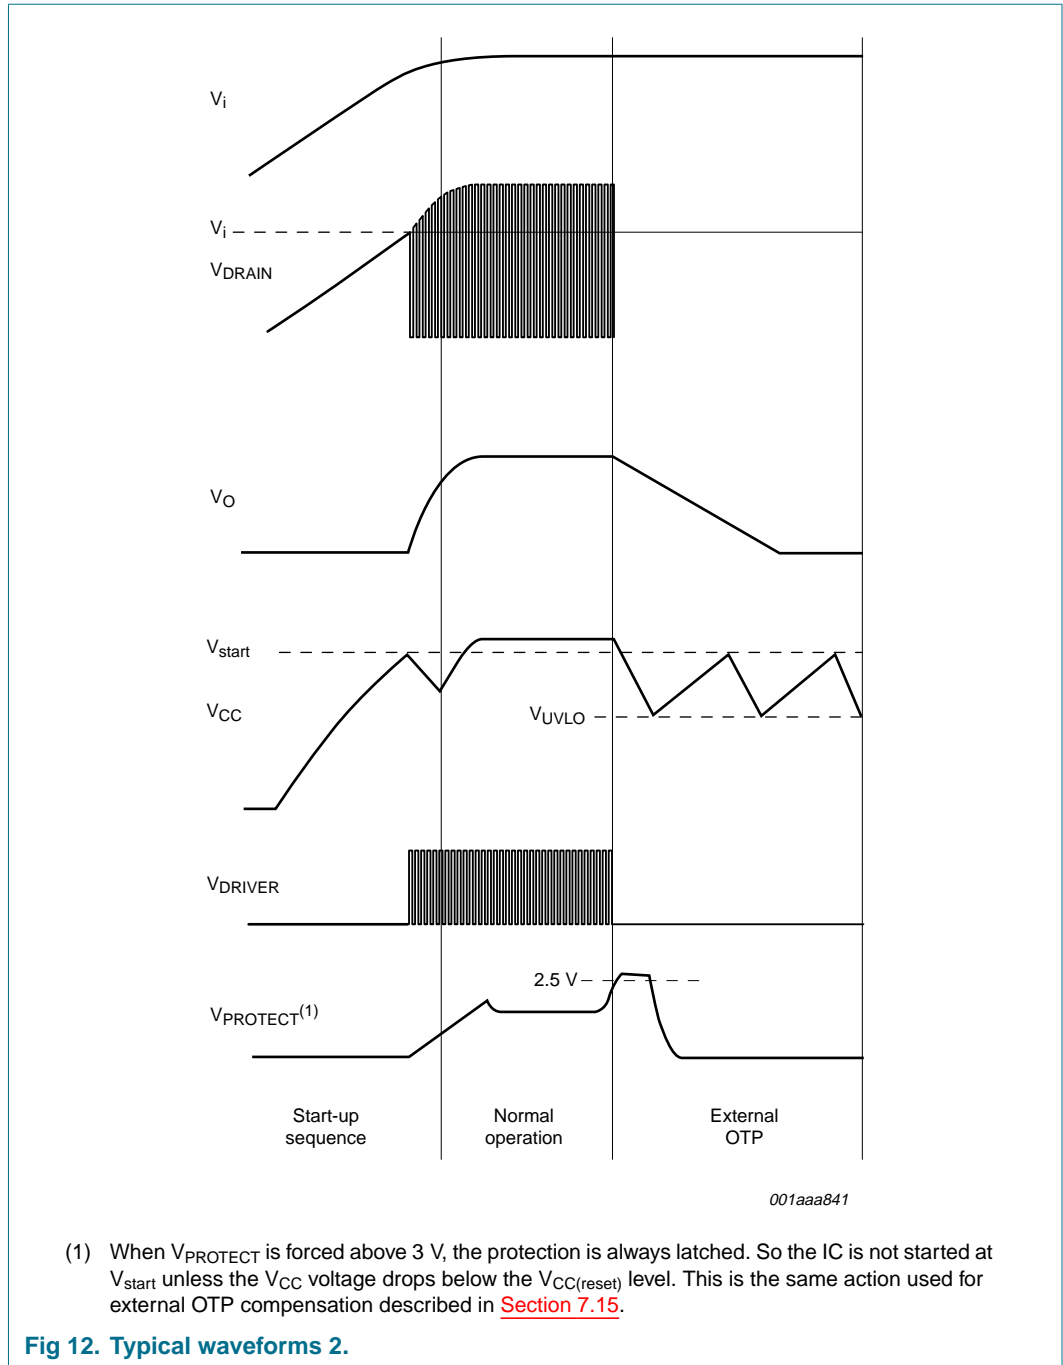 Vi
Vi
VDRAIN
VO
Vstart
VCC
VUVLO
VDRIVER
2.5 V
VPROTECT(1)
Start-up
sequence
Normal
operation
External
OTP
001aaa841
(1) When VPROTECT is forced above 3 V, the protection is always latched. So the IC is not started at
Vstart unless the VCC voltage drops below the VCC(reset) level. This is the same action used for
external OTP compensation described in Section 7.15.
Fig 12. Typical waveforms 2.